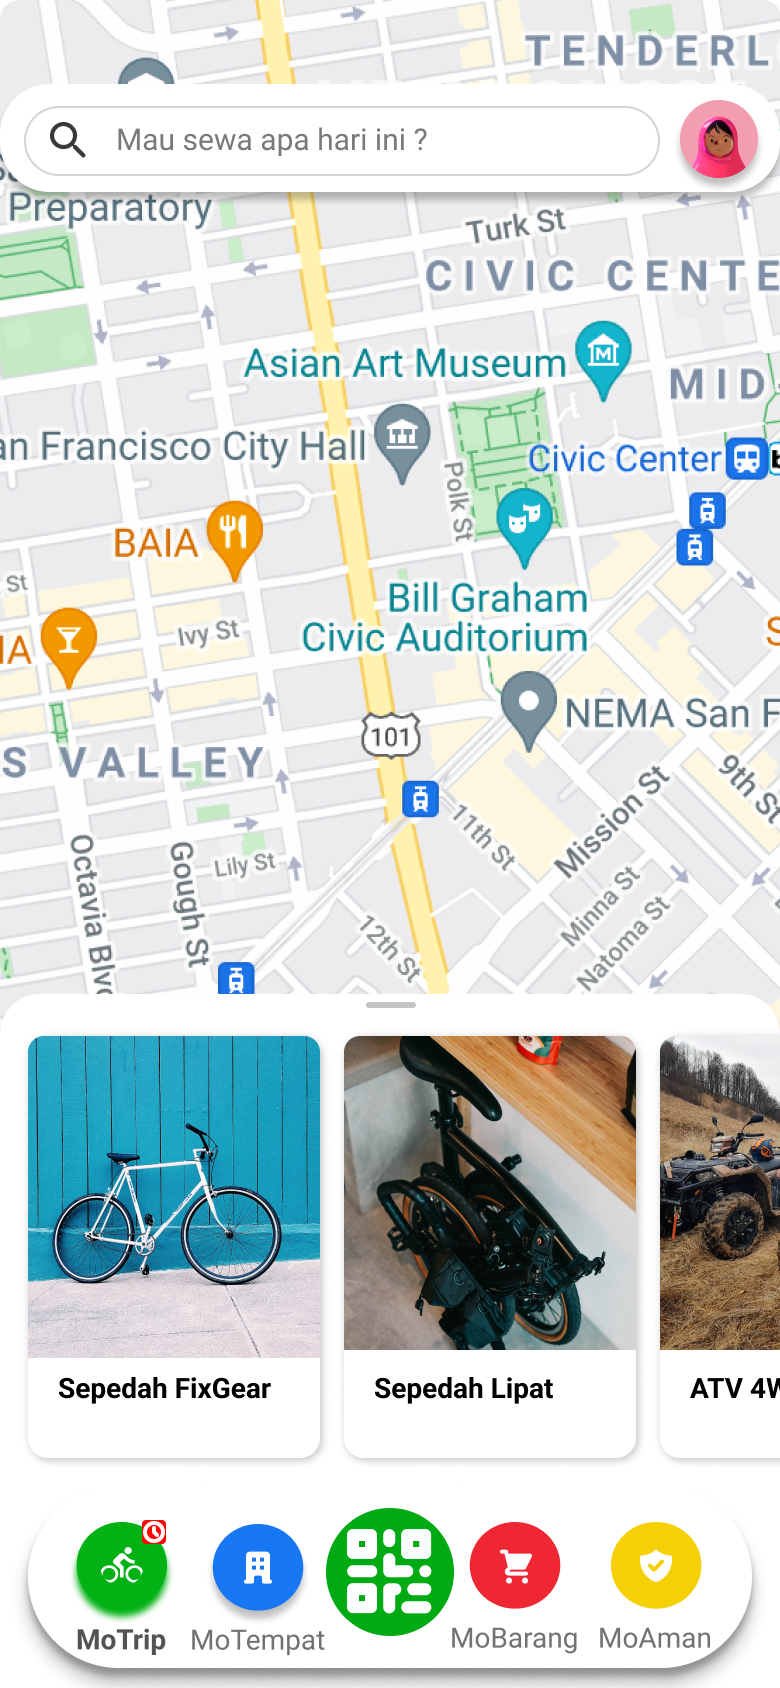 TENDERL
Mau sewa apa hari ini ?
Preparatory
Turk St
CIVIC CENTE
Asian Art Museum
MID-
an Francisco City Hall
Civic Center
Polk St
BAIA
St
Bill Graham
Civic Auditorium
Ivy St
IA
S
NEMA San F
101
S VALLEY
9th St
Mission St
11th St
Octavia Blvd
Gough St
Lily St
Minna St
Natoma St
12th St
Sepedah FixGear
Sepedah Lipat
ATV 4W
MoTrip
MoTempat
MoBarang
MoAman